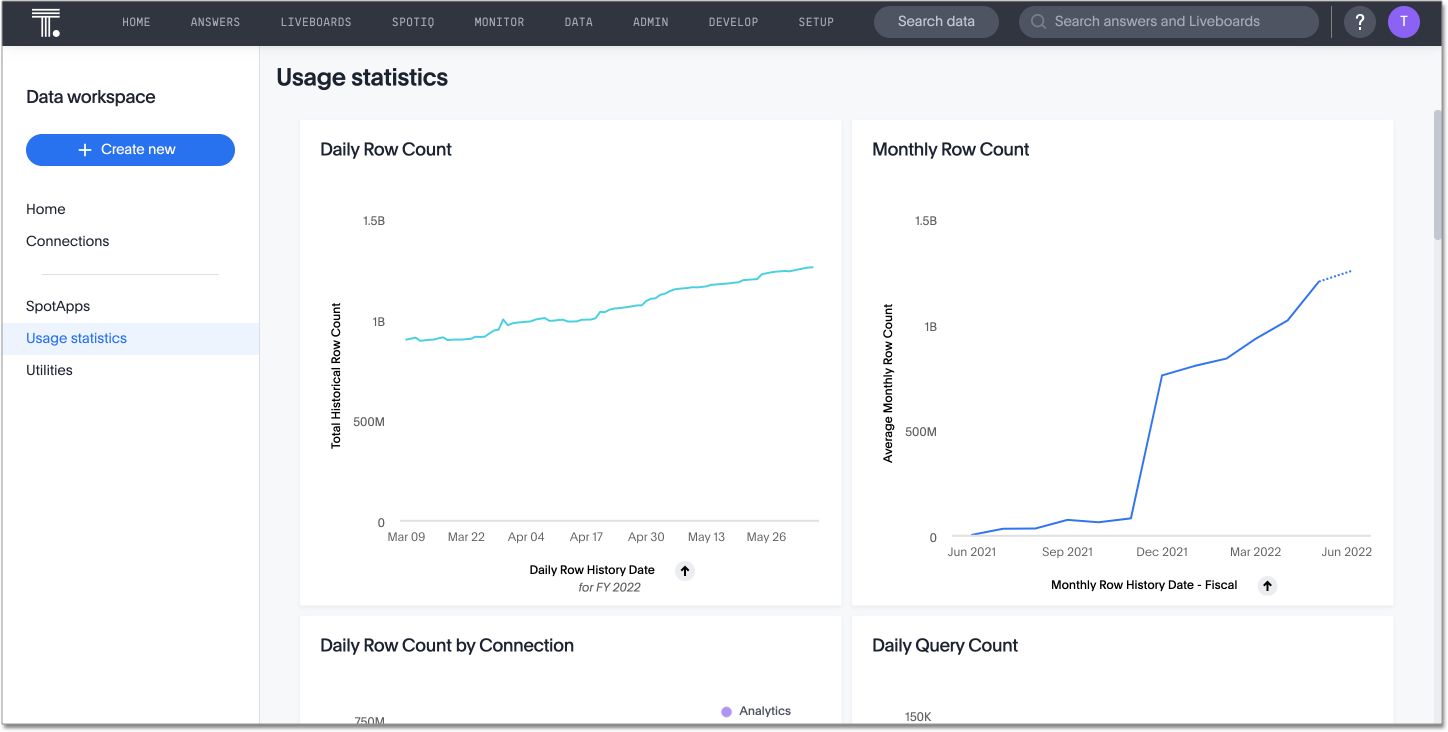 HOME ANSWERS LIVEBOARDS SPOTIQ MONITOR DATA ADMIN DEVELOP SETUP Search data Search answers and Liveboards ? T
Data workspace
+ Create new
Home
Connections
SpotApps
Usage statistics
Utilities
Usage statistics
Daily Row Count
Total Historical Row Count
1.5B
1B
500M
0
Mar 09 Mar 22 Apr 04 Apr 17 Apr 30 May 13 May 26
Daily Row History Date
for FY 2022
Monthly Row Count
Average Monthly Row Count
1.5B
1B
500M
0
Jun 2021 Sep 2021 Dec 2021 Mar 2022 Jun 2022
Monthly Row History Date - Fiscal
Daily Row Count by Connection
750M
Analytics
Daily Query Count
150K